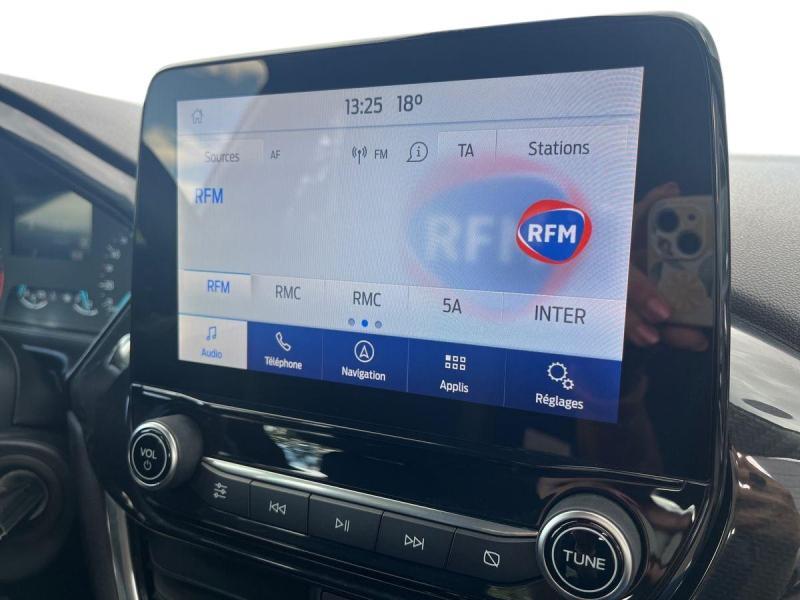 13:25 18º
Sources AF FM TA Stations
RFM
RFM
RFM
RFM RMC RMC 5A INTER
Audio Téléphone Navigation Applis Réglages
VOL
TUNE